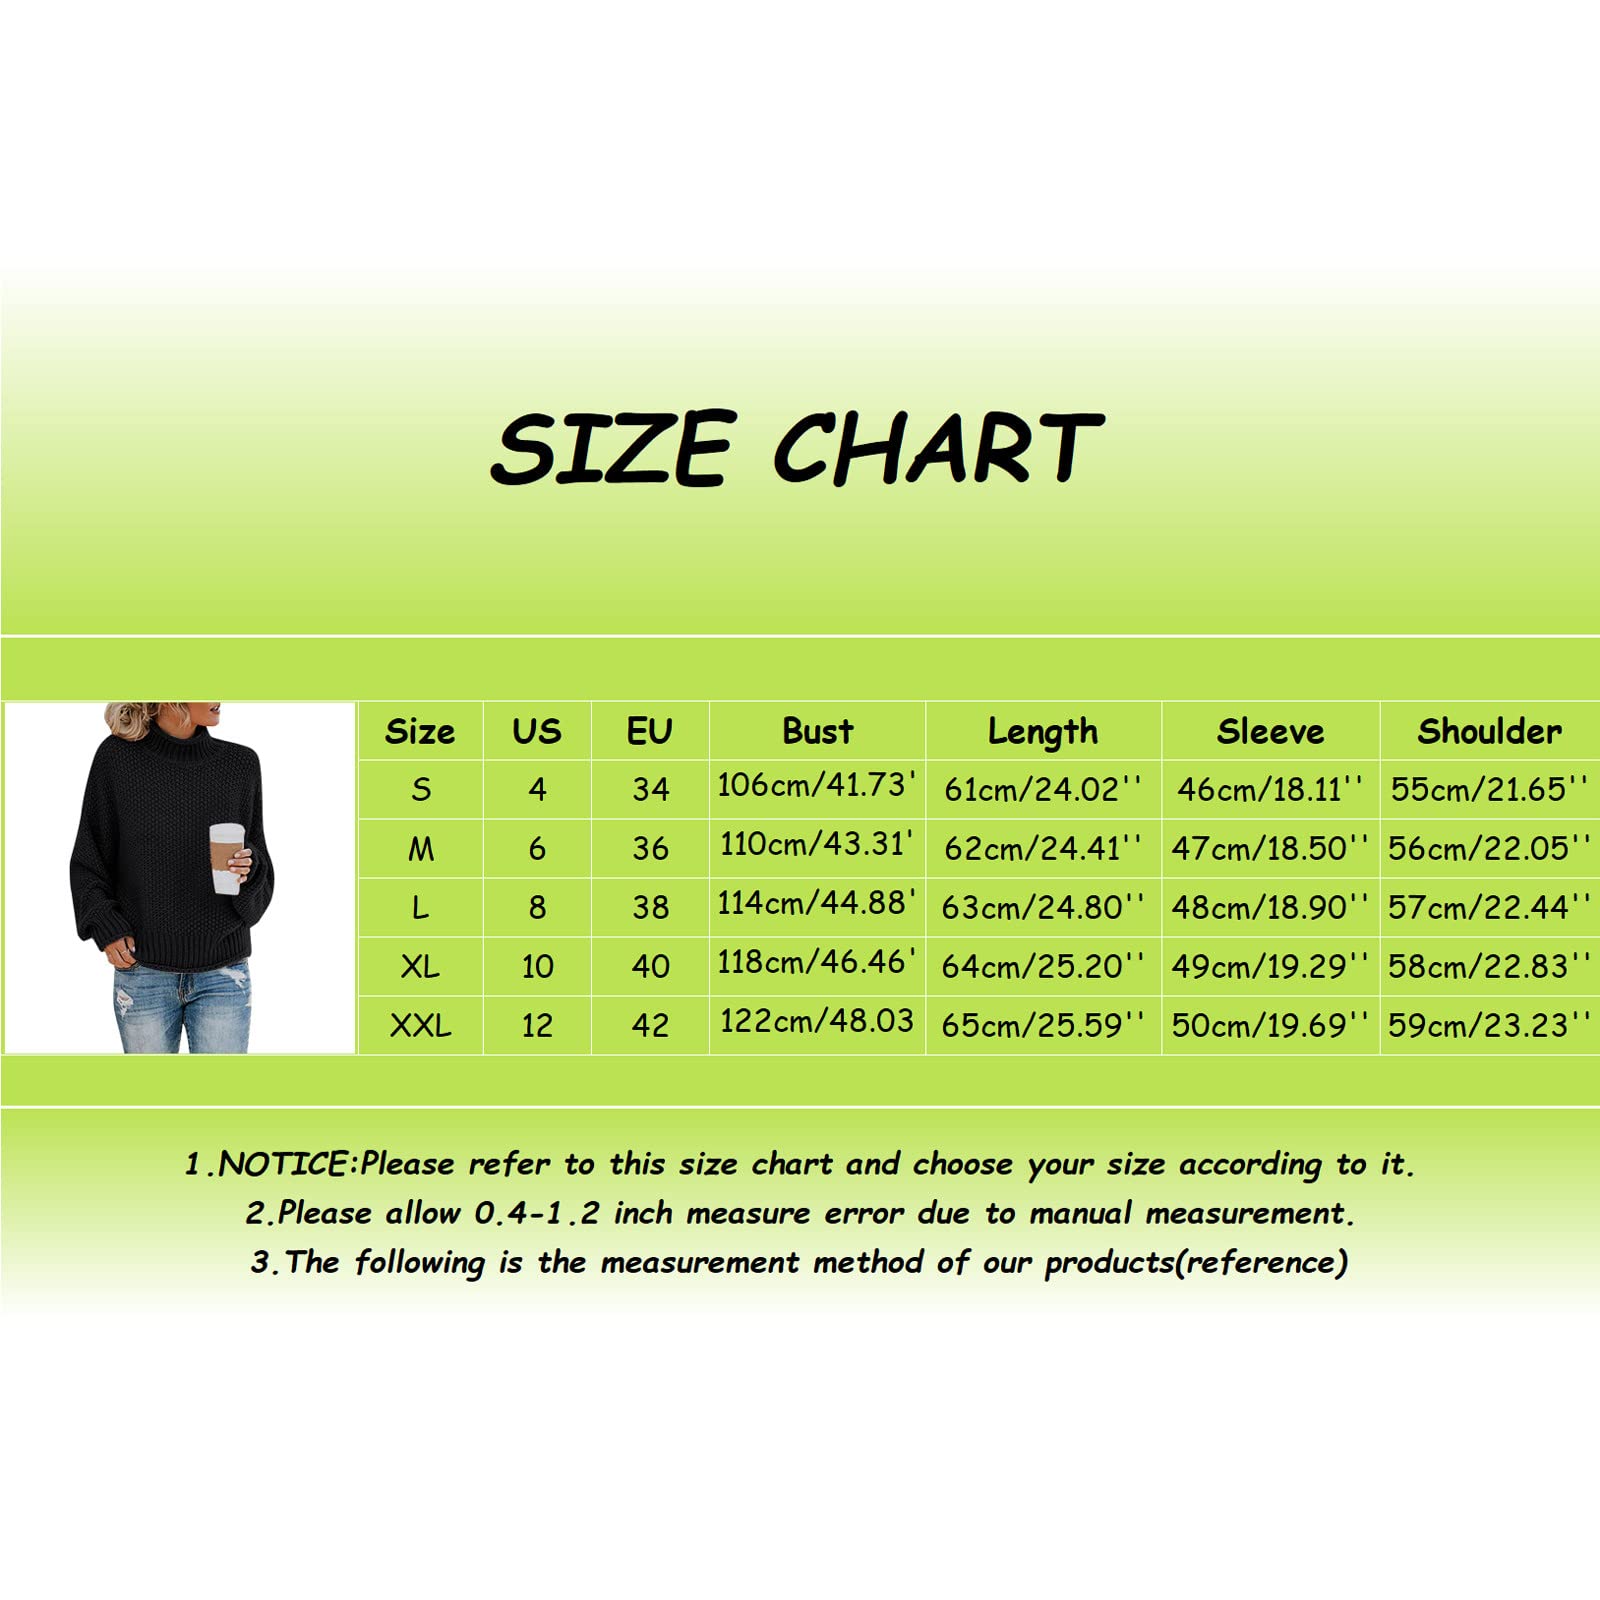 SIZE CHART
Size US EU Bust Length Sleeve Shoulder
S 4 34 106cm/41.73' 61cm/24.02'' 46cm/18.11'' 55cm/21.65''
M 6 36 110cm/43.31' 62cm/24.41'' 47cm/18.50'' 56cm/22.05''
L 8 38 114cm/44.88' 63cm/24.80'' 48cm/18.90'' 57cm/22.44''
XL 10 40 118cm/46.46' 64cm/25.20'' 49cm/19.29'' 58cm/22.83''
XXL 12 42 122cm/48.03 65cm/25.59'' 50cm/19.69'' 59cm/23.23''
1.NOTICE:Please refer to this size chart and choose your size according to it.
2.Please allow 0.4-1.2 inch measure error due to manual measurement.
3.The following is the measurement method of our products(reference)